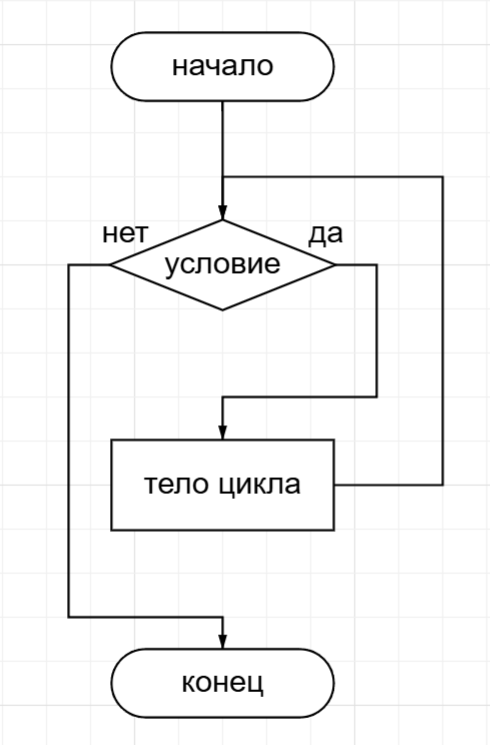 начало
нет
да
условие
тело цикла
конец